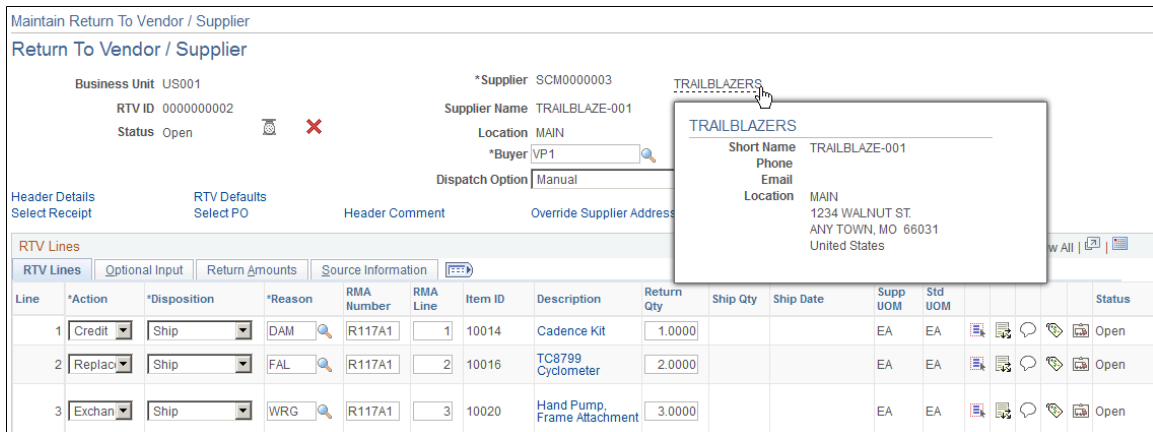 Maintain Return To Vendor / Supplier
Return To Vendor / Supplier
Business Unit US001 *Supplier SCM0000003 TRAILBLAZERS
RTV ID 0000000002 Supplier Name TRAILBLAZE-001
Status Open Location MAIN
*Buyer VP1
Dispatch Option Manual
TRAILBLAZERS
Short Name TRAILBLAZE-001
Phone
Email
Location MAIN
1234 WALNUT ST.
ANY TOWN, MO 66031
United States
Header Details RTV Defaults
Select Receipt Select PO Header Comment Override Supplier Address
RTV Lines w All
RTV Lines Optional Input Return Amounts Source Information
Line *Action *Disposition *Reason RMA Number RMA Line Item ID Description Return Qty Ship Qty Ship Date Supp UOM Std UOM Status
1 Credit Ship DAM R117A1 1 10014 Cadence Kit 1.0000 EA EA Open
2 Replac Ship FAL R117A1 2 10016 TC8799 Cyclometer 2.0000 EA EA Open
3 Exchan Ship WRG R117A1 3 10020 Hand Pump, Frame Attachment 3.0000 EA EA Open